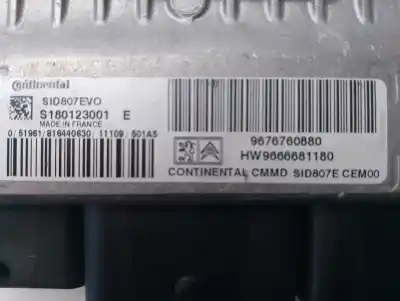 Continental
SID807EVO
S180123001 E
MADE IN FRANCE
0/51961/816440630/11109/501A5
9676760880
HW9666681180
CONTINENTAL CMMD SID807E CEM00